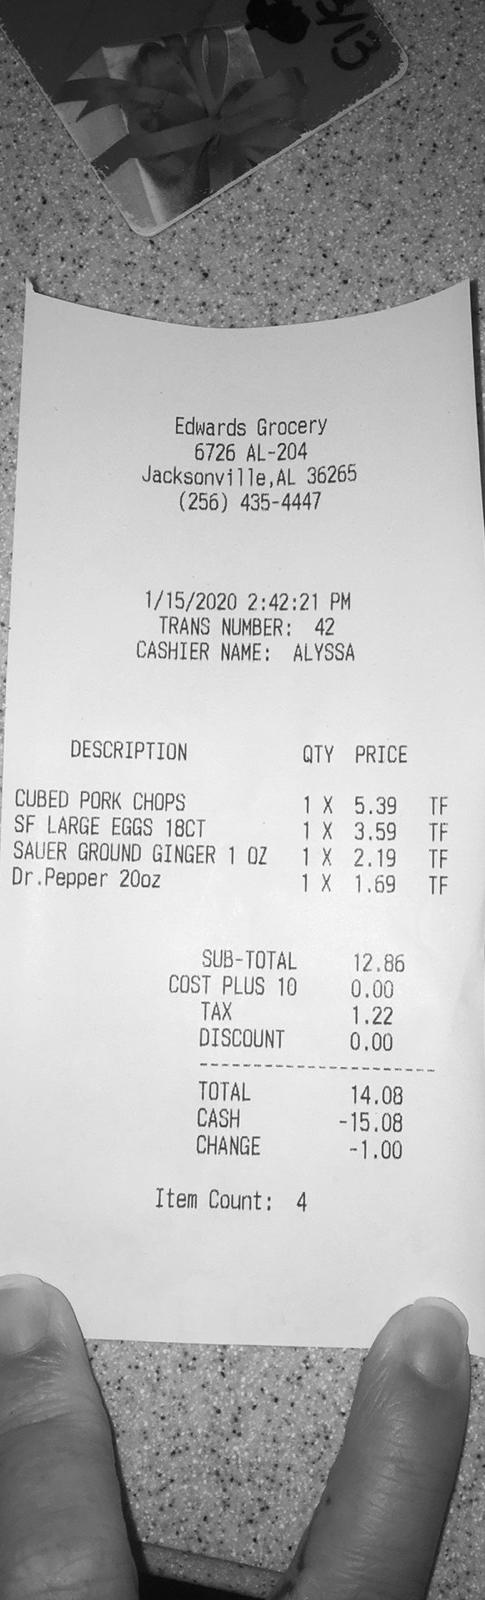 3/13
Edwards Grocery
6726 AL-204
Jacksonville,AL 36265
(256) 435-4447
1/15/2020 2:42:21 PM
TRANS NUMBER: 42
CASHIER NAME: ALYSSA
DESCRIPTION QTY PRICE
CUBED PORK CHOPS 1 X 5.39 TF
SF LARGE EGGS 18CT 1 X 3.59 TF
SAUER GROUND GINGER 1 OZ 1 X 2.19 TF
Dr.Pepper 20oz 1 X 1.69 TF
SUB-TOTAL 12.86
COST PLUS 10 0.00
TAX 1.22
DISCOUNT 0.00
--------------------------
TOTAL 14.08
CASH -15.08
CHANGE -1.00
Item Count: 4